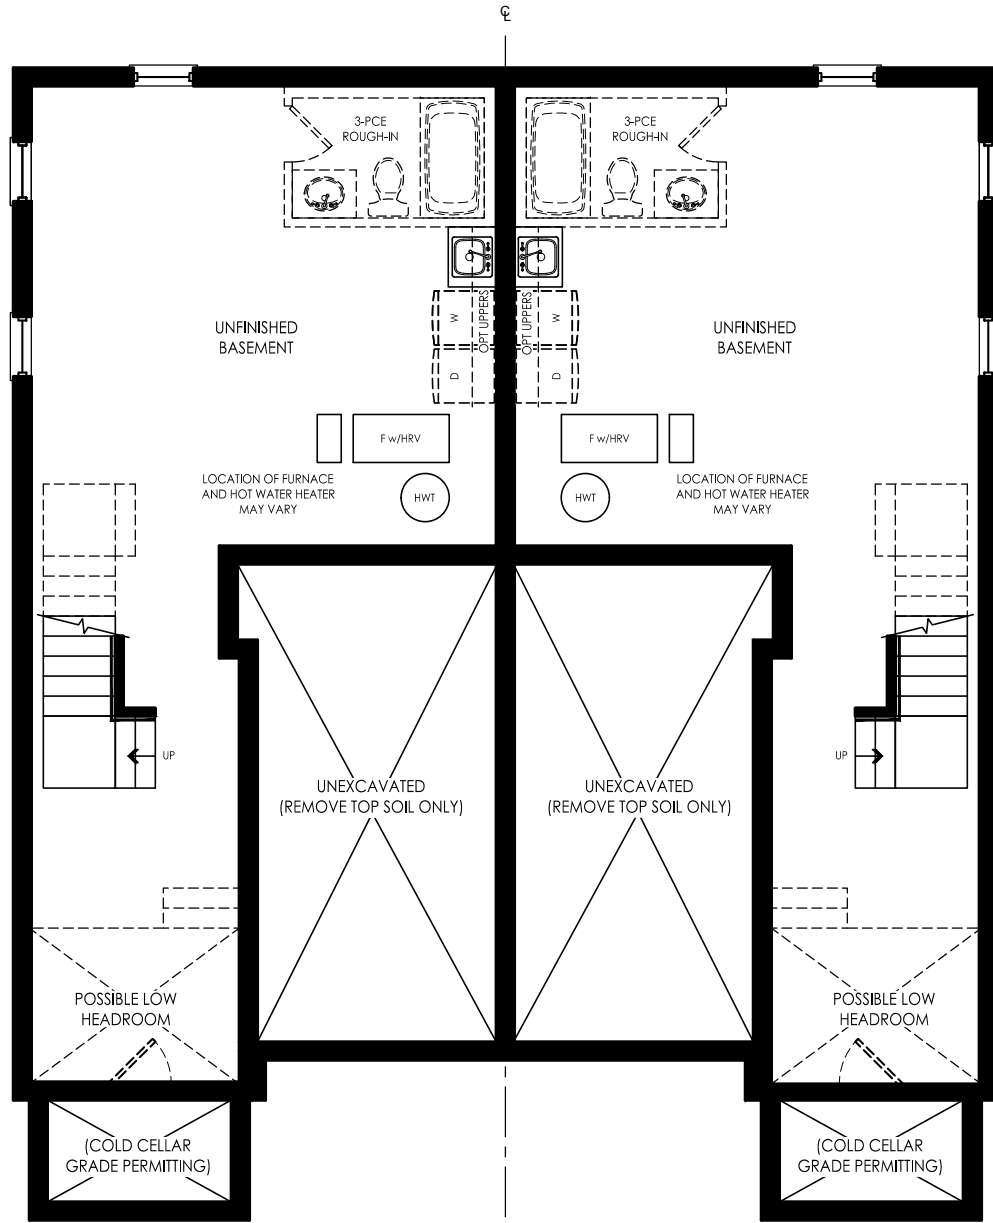 ℄
3-PCE
ROUGH-IN
3-PCE
ROUGH-IN
OPT UPPERS
OPT UPPERS
W
W
UNFINISHED
BASEMENT
UNFINISHED
BASEMENT
D
D
F w/HRV
F w/HRV
LOCATION OF FURNACE
AND HOT WATER HEATER
MAY VARY
HWT
HWT
LOCATION OF FURNACE
AND HOT WATER HEATER
MAY VARY
UP
UP
UNEXCAVATED
(REMOVE TOP SOIL ONLY)
UNEXCAVATED
(REMOVE TOP SOIL ONLY)
POSSIBLE LOW
HEADROOM
POSSIBLE LOW
HEADROOM
(COLD CELLAR
GRADE PERMITTING)
(COLD CELLAR
GRADE PERMITTING)